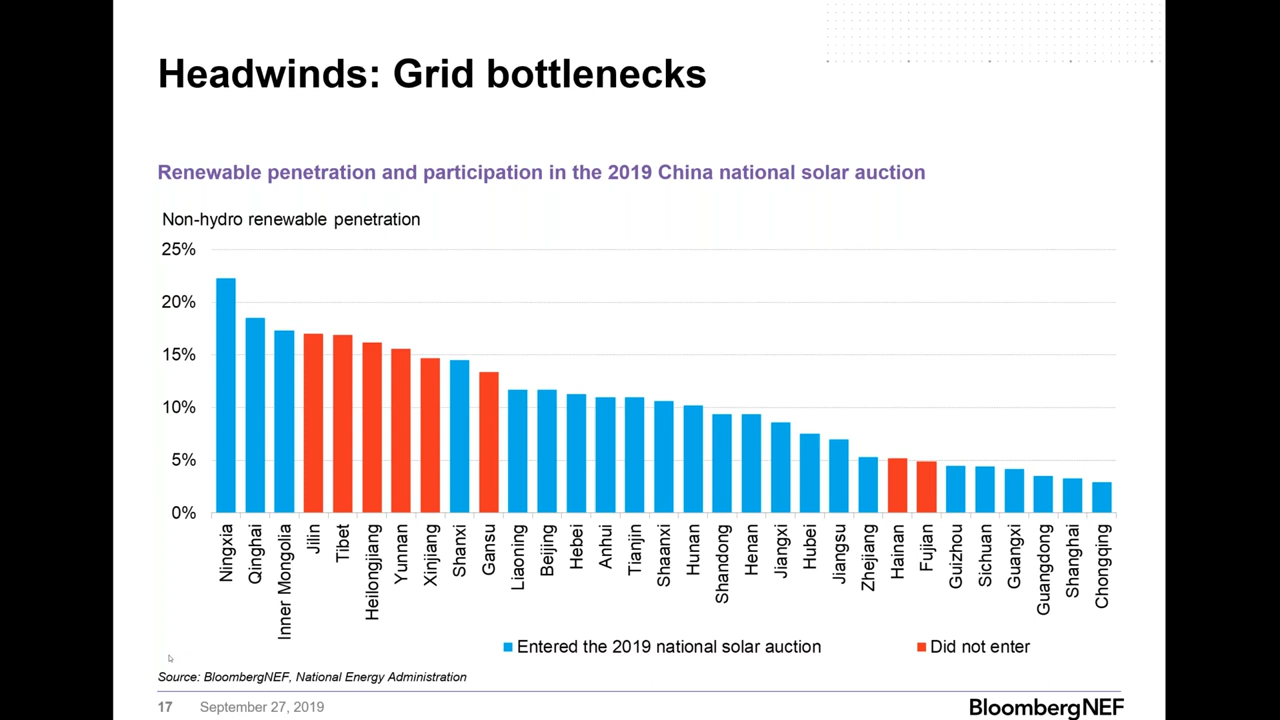 Headwinds: Grid bottlenecks
Renewable penetration and participation in the 2019 China national solar auction
Non-hydro renewable penetration
25%
20%
15%
10%
5%
0%
Ningxia
Qinghai
Inner Mongolia
Jilin
Tibet
Heilongjiang
Yunnan
Xinjiang
Shanxi
Gansu
Liaoning
Beijing
Hebei
Anhui
Tianjin
Shaanxi
Hunan
Shandong
Henan
Jiangxi
Hubei
Jiangsu
Zhejiang
Hainan
Fujian
Guizhou
Sichuan
Guangxi
Guangdong
Shanghai
Chongqing
Entered the 2019 national solar auction
Did not enter
Source: BloombergNEF, National Energy Administration
17 September 27, 2019
BloombergNEF